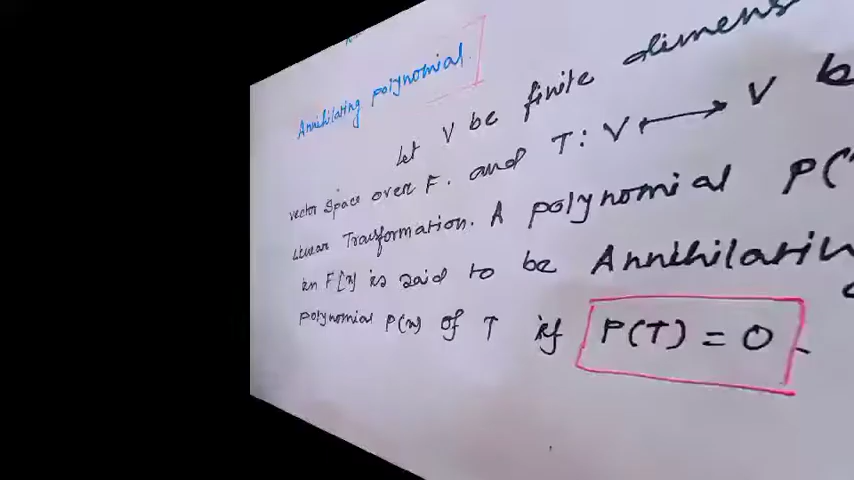 Annihilating polynomial
Let V be finite dimens
vector space over F. and T: V ⟼ V b
Linear Transformation. A polynomial P(
in F[x] is said to be Annihilatin
polynomial P(x) of T if P(T) = 0.